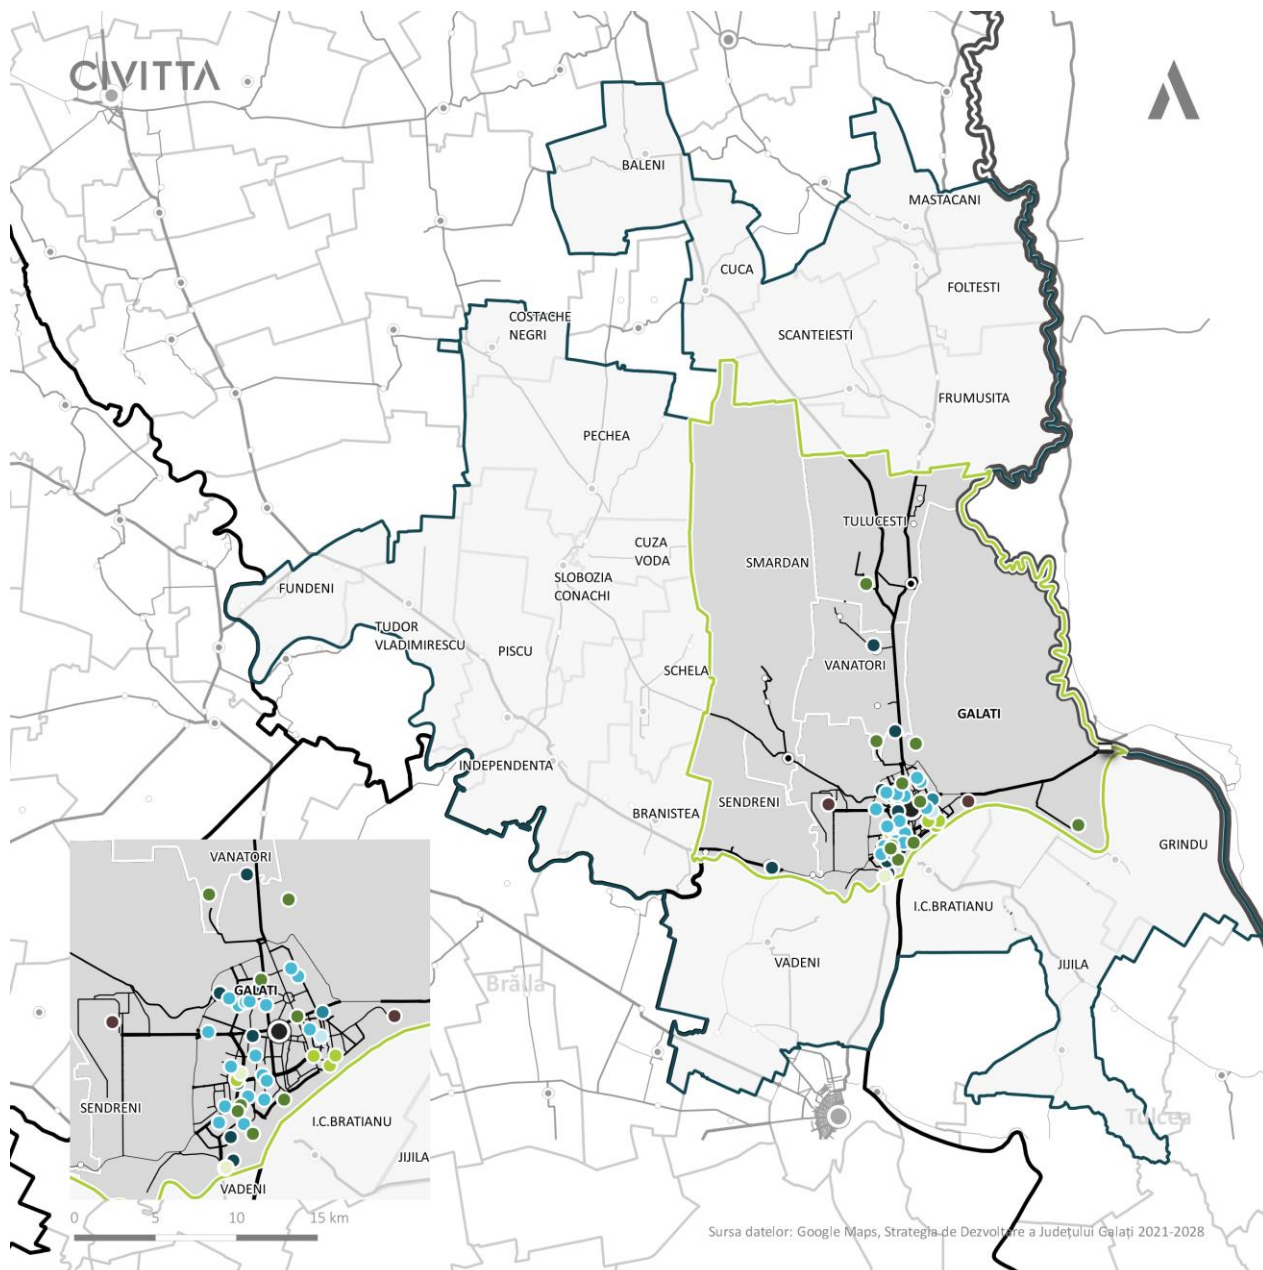 CIVITTA
BALENI
MASTACANI
CUCA
FOLTESTI
COSTACHE
NEGRI
SCANTEIESTI
FRUMUSITA
PECHEA
TULUCESTI
CUZA
VODA
SMARDAN
SLOBOZIA
CONACHI
FUNDENI
TUDOR
VLADIMIRESCU
PISCU
SCHELA
VANATORI
GALATI
INDEPENDENTA
SENDRENI
BRANISTEA
GRINDU
I.C.BRATIANU
VADENI
JIJILA
Brăila
Tulcea
VANATORI
GALATI
SENDRENI
I.C.BRATIANU
JIJILA
VADENI
0 5 10 15 km
Sursa datelor: Google Maps, Strategia de Dezvoltare a Județului Galați 2021-2028